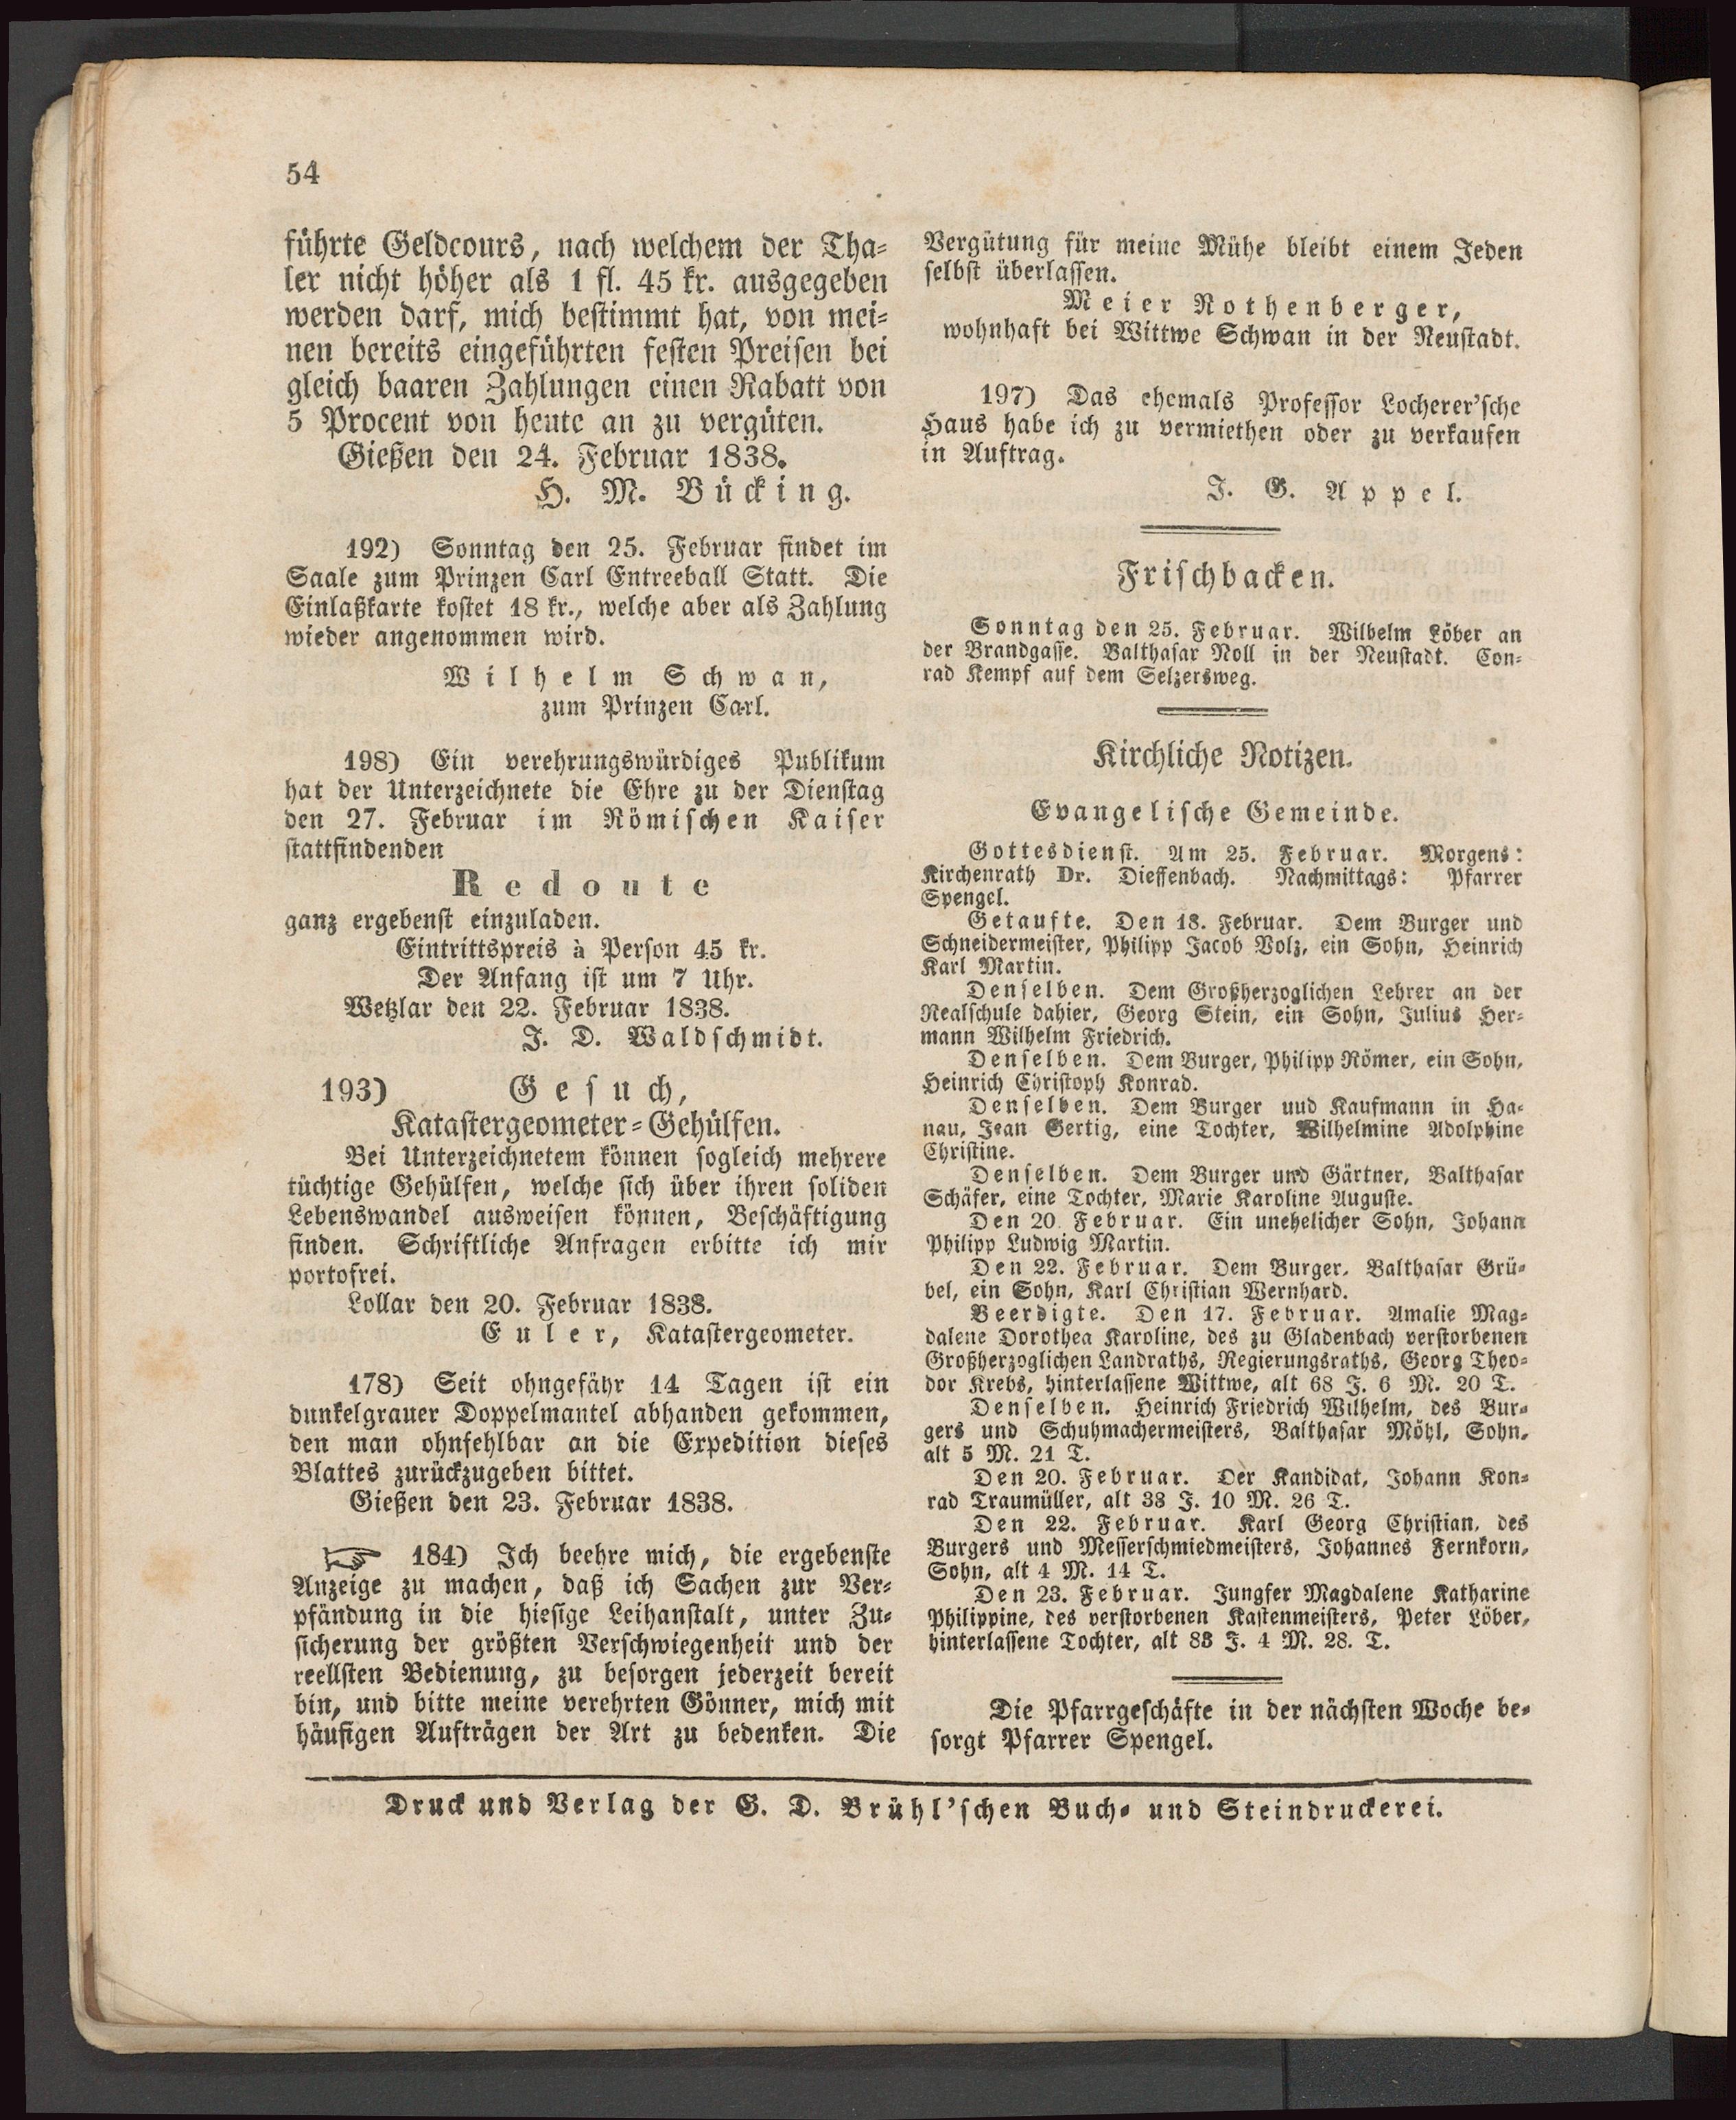 54
führte Geldcours, nach welchem der Tha-
ler nicht höher als 1 fl. 45 kr. ausgegeben
werden darf, mich bestimmt hat, von mei-
nen bereits eingeführten festen Preisen bei
gleich baaren Zahlungen einen Rabatt von
5 Procent von heute an zu vergüten.
Gießen den 24. Februar 1838.
H. M. Bücking.
192) Sonntag den 25. Februar findet im
Saale zum Prinzen Carl Entreeball Statt. Die
Einlaßkarte kostet 18 kr., welche aber als Zahlung
wieder angenommen wird.
Wilhelm Schwan,
zum Prinzen Carl.
198) Ein verehrungswürdiges Publikum
hat der Unterzeichnete die Ehre zu der Dienstag
den 27. Februar im Römischen Kaiser
stattfindenden
Redoute
ganz ergebenst einzuladen.
Eintrittspreis à Person 45 kr.
Der Anfang ist um 7 Uhr.
Wetzlar den 22. Februar 1838.
J. D. Waldschmidt.
193) Gesuch,
Katastergeometer-Gehülfen.
Bei Unterzeichnetem können sogleich mehrere
tüchtige Gehülfen, welche sich über ihren soliden
Lebenswandel ausweisen können, Beschäftigung
finden. Schriftliche Anfragen erbitte ich mir
portofrei.
Lollar den 20. Februar 1838.
Euler, Katastergeometer.
178) Seit ohngefähr 14 Tagen ist ein
dunkelgrauer Doppelmantel abhanden gekommen,
den man ohnfehlbar an die Expedition dieses
Blattes zurückzugeben bittet.
Gießen den 23. Februar 1838.
☞ 184) Ich beehre mich, die ergebenste
Anzeige zu machen, daß ich Sachen zur Ver-
pfändung in die hiesige Leihanstalt, unter Zu-
sicherung der größten Verschwiegenheit und der
reellsten Bedienung, zu besorgen jederzeit bereit
bin, und bitte meine verehrten Gönner, mich mit
häufigen Aufträgen der Art zu bedenken. Die
Vergütung für meine Mühe bleibt einem Jeden
selbst überlassen.
Meier Rothenberger,
wohnhaft bei Wittwe Schwan in der Neustadt.
197) Das ehemals Professor Locherer'sche
Haus habe ich zu vermiethen oder zu verkaufen
in Auftrag.
J. G. Appel.
Frischbacken.
Sonntag den 25. Februar. Wilhelm Löber an
der Brandgasse. Balthasar Noll in der Neustadt. Con-
rad Kempf auf dem Selzersweg.
Kirchliche Notizen.
Evangelische Gemeinde.
Gottesdienst. Am 25. Februar. Morgens:
Kirchenrath Dr. Dieffenbach. Nachmittags: Pfarrer
Spengel.
Getaufte. Den 18. Februar. Dem Burger und
Schneidermeister, Philipp Jacob Volz, ein Sohn, Heinrich
Karl Martin.
Denselben. Dem Großherzoglichen Lehrer an der
Realschule dahier, Georg Stein, ein Sohn, Julius Her-
mann Wilhelm Friedrich.
Denselben. Dem Burger, Philipp Römer, ein Sohn,
Heinrich Christoph Konrad.
Denselben. Dem Burger uud Kaufmann in Ha-
nau, Jean Gertig, eine Tochter, Wilhelmine Adolphine
Christine.
Denselben. Dem Burger und Gärtner, Balthasar
Schäfer, eine Tochter, Marie Karoline Auguste.
Den 20. Februar. Ein unehelicher Sohn, Johann
Philipp Ludwig Martin.
Den 22. Februar. Dem Burger, Balthasar Grü-
bel, ein Sohn, Karl Christian Wernhard.
Beerdigte. Den 17. Februar. Amalie Mag-
dalene Dorothea Karoline, des zu Gladenbach verstorbenen
Großherzoglichen Landraths, Regierungsraths, Georg Theo-
dor Krebs, hinterlassene Wittwe, alt 68 J. 6 M. 20 T.
Denselben. Heinrich Friedrich Wilhelm, des Bur-
gers und Schuhmachermeisters, Balthasar Möhl, Sohn,
alt 5 M. 21 T.
Den 20. Februar. Der Kandidat, Johann Kon-
rad Traumüller, alt 38 J. 10 M. 26 T.
Den 22. Februar. Karl Georg Christian, des
Burgers und Messerschmiedmeisters, Johannes Fernkorn,
Sohn, alt 4 M. 14 T.
Den 23. Februar. Jungfer Magdalene Katharine
Philippine, des verstorbenen Kastenmeisters, Peter Löber,
hinterlassene Tochter, alt 83 J. 4 M. 28. T.
Die Pfarrgeschäfte in der nächsten Woche be-
sorgt Pfarrer Spengel.
Druck und Verlag der G. D. Brühl'schen Buch- und Steindruckerei.